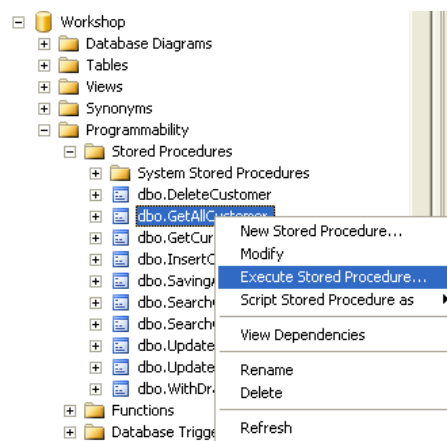 Workshop
Database Diagrams
Tables
Views
Synonyms
Programmability
Stored Procedures
System Stored Procedures
dbo.DeleteCustomer
dbo.GetAllCustomer
dbo.GetCur
dbo.InsertC
dbo.Saving
dbo.Search
dbo.Search
dbo.Update
dbo.Update
dbo.WithDr
Functions
Database Trigge
New Stored Procedure...
Modify
Execute Stored Procedure...
Script Stored Procedure as
View Dependencies
Rename
Delete
Refresh